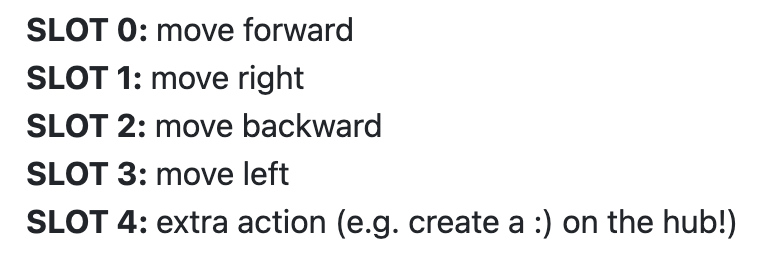 SLOT 0: move forward
SLOT 1: move right
SLOT 2: move backward
SLOT 3: move left
SLOT 4: extra action (e.g. create a :) on the hub!)